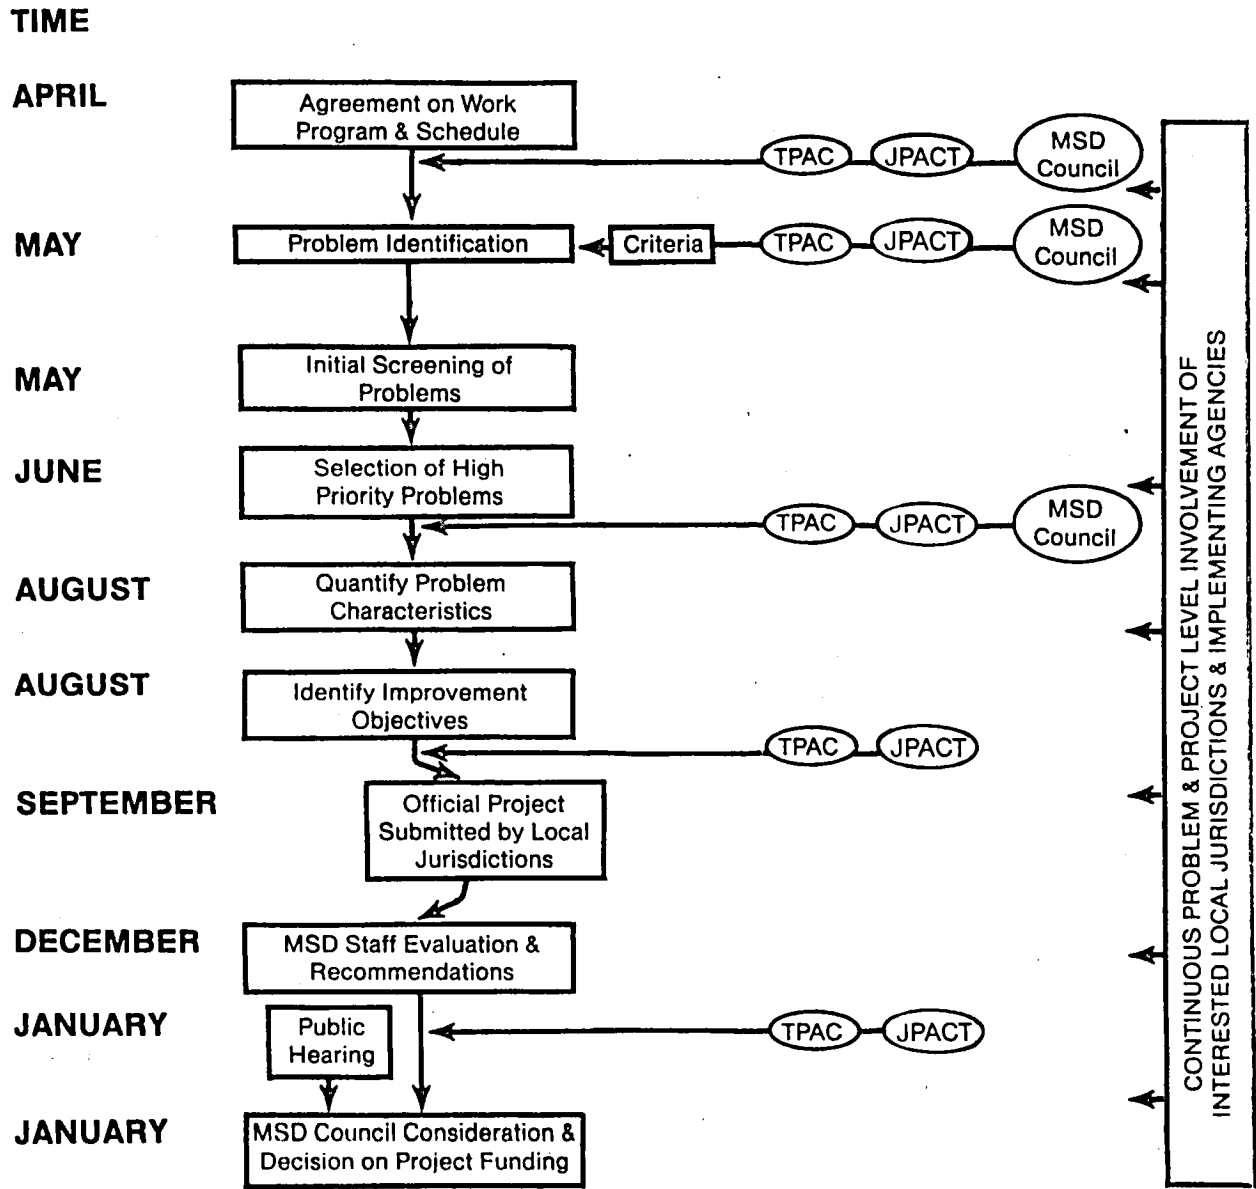 TIME
APRIL
Agreement on Work
Program & Schedule
TPAC
JPACT
MSD
Council
MAY
Problem Identification
Criteria
TPAC
JPACT
MSD
Council
MAY
Initial Screening of
Problems
JUNE
Selection of High
Priority Problems
TPAC
JPACT
MSD
Council
AUGUST
Quantify Problem
Characteristics
AUGUST
Identify Improvement
Objectives
TPAC
JPACT
SEPTEMBER
Official Project
Submitted by Local
Jurisdictions
DECEMBER
MSD Staff Evaluation &
Recommendations
JANUARY
Public
Hearing
TPAC
JPACT
JANUARY
MSD Council Consideration &
Decision on Project Funding
CONTINUOUS PROBLEM & PROJECT LEVEL INVOLVEMENT OF
INTERESTED LOCAL JURISDICTIONS & IMPLEMENTING AGENCIES